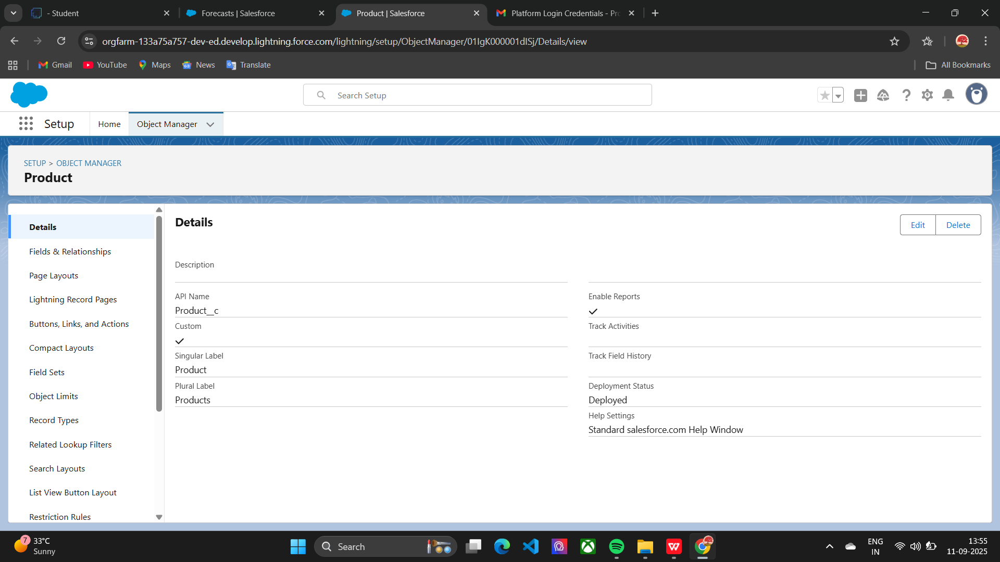 - Student
Forecasts | Salesforce
Product | Salesforce
Platform Login Credentials - Pro
orgfarm-133a75a757-dev-ed.develop.lightning.force.com/lightning/setup/ObjectManager/01IgK000001dISj/Details/view
Gmail
YouTube
Maps
News
Translate
All Bookmarks
Search Setup
Setup
Home
Object Manager
SETUP > OBJECT MANAGER
Product
Details
Fields & Relationships
Page Layouts
Lightning Record Pages
Buttons, Links, and Actions
Compact Layouts
Field Sets
Object Limits
Record Types
Related Lookup Filters
Search Layouts
List View Button Layout
Restriction Rules
Details
Edit
Delete
Description
API Name
Product__c
Custom
Singular Label
Product
Plural Label
Products
Enable Reports
Track Activities
Track Field History
Deployment Status
Deployed
Help Settings
Standard salesforce.com Help Window
7
33°C
Sunny
Search
ENG
IN
13:55
11-09-2025